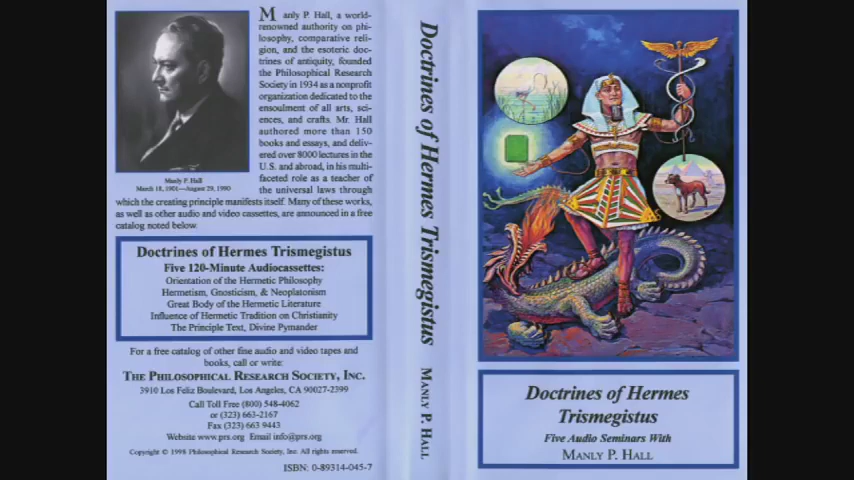 Manly P. Hall, a world-
renowned authority on phi-
losophy, comparative reli-
gion, and the esoteric doc-
trines of antiquity, founded
the Philosophical Research
Society in 1934 as a nonprofit
organization dedicated to the
ensoulment of all arts, sci-
ences, and crafts. Mr. Hall
authored more than 150
books and essays, and deliv-
ered over 8000 lectures in the
U.S. and abroad, in his multi-
faceted role as a teacher of
the universal laws through
which the creating principle manifests itself. Many of these works,
as well as other audio and video cassettes, are announced in a free
catalog noted below.
Manly P. Hall
March 18, 1901—August 29, 1990
Doctrines of Hermes Trismegistus
Five 120-Minute Audiocassettes:
Orientation of the Hermetic Philosophy
Hermetism, Gnosticism, & Neoplatonism
Great Body of the Hermetic Literature
Influence of Hermetic Tradition on Christianity
The Principle Text, Divine Pymander
For a free catalog of other fine audio and video tapes and
books, call or write:
THE PHILOSOPHICAL RESEARCH SOCIETY, INC.
3910 Los Feliz Boulevard, Los Angeles, CA 90027-2399
Call Toll Free (800) 548-4062
or (323) 663-2167
Fax (323) 663 9443
Website www.prs.org Email info@prs.org
Copyright © 1998 Philosophical Research Society, Inc. All rights reserved.
ISBN: 0-89314-045-7
Doctrines of Hermes Trismegistus
MANLY P. HALL
Doctrines of Hermes
Trismegistus
Five Audio Seminars With
MANLY P. HALL